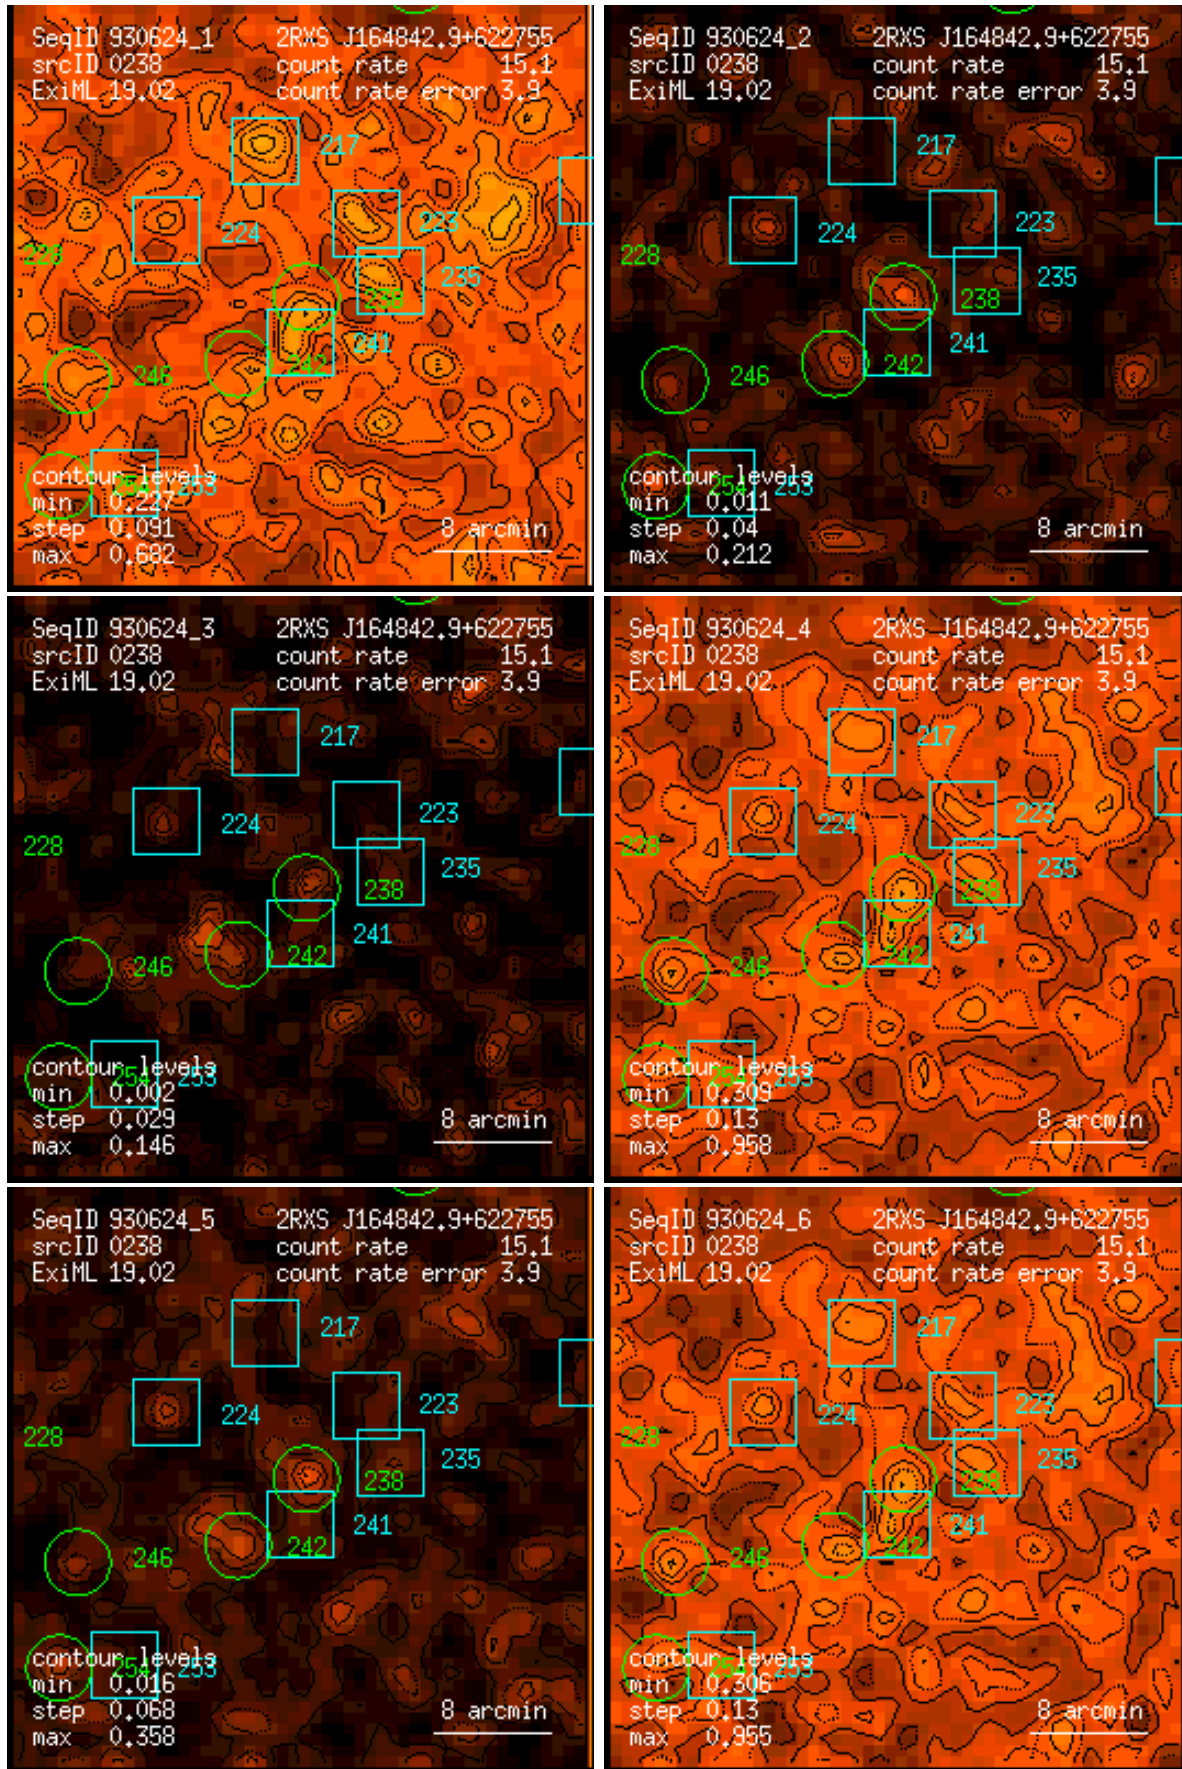 SeqID 930624_1 2RXS J164842.9+622755
srcID 0238 count rate 15.1
ExiML 19.02 count rate error 3.9
217
224 223
228
235
238
241
242
246
contour levels
254 253
min 0.227
step 0.091 8 arcmin
max 0.682
SeqID 930624_2 2RXS J164842.9+622755
srcID 0238 count rate 15.1
ExiML 19.02 count rate error 3.9
217
224 223
228
235
238
241
242
246
contour levels
254 253
min 0.011
step 0.04 8 arcmin
max 0.212
SeqID 930624_3 2RXS J164842.9+622755
srcID 0238 count rate 15.1
ExiML 19.02 count rate error 3.9
217
224 223
228
235
238
241
242
246
contour levels
254 253
min 0.002
step 0.029 8 arcmin
max 0.146
SeqID 930624_4 2RXS J164842.9+622755
srcID 0238 count rate 15.1
ExiML 19.02 count rate error 3.9
217
224 223
228
235
238
241
242
246
contour levels
254 253
min 0.309
step 0.13 8 arcmin
max 0.958
SeqID 930624_5 2RXS J164842.9+622755
srcID 0238 count rate 15.1
ExiML 19.02 count rate error 3.9
217
224 223
228
235
238
241
242
246
contour levels
254 253
min 0.016
step 0.068 8 arcmin
max 0.358
SeqID 930624_6 2RXS J164842.9+622755
srcID 0238 count rate 15.1
ExiML 19.02 count rate error 3.9
217
224 223
228
235
238
241
242
246
contour levels
254 253
min 0.306
step 0.13 8 arcmin
max 0.955